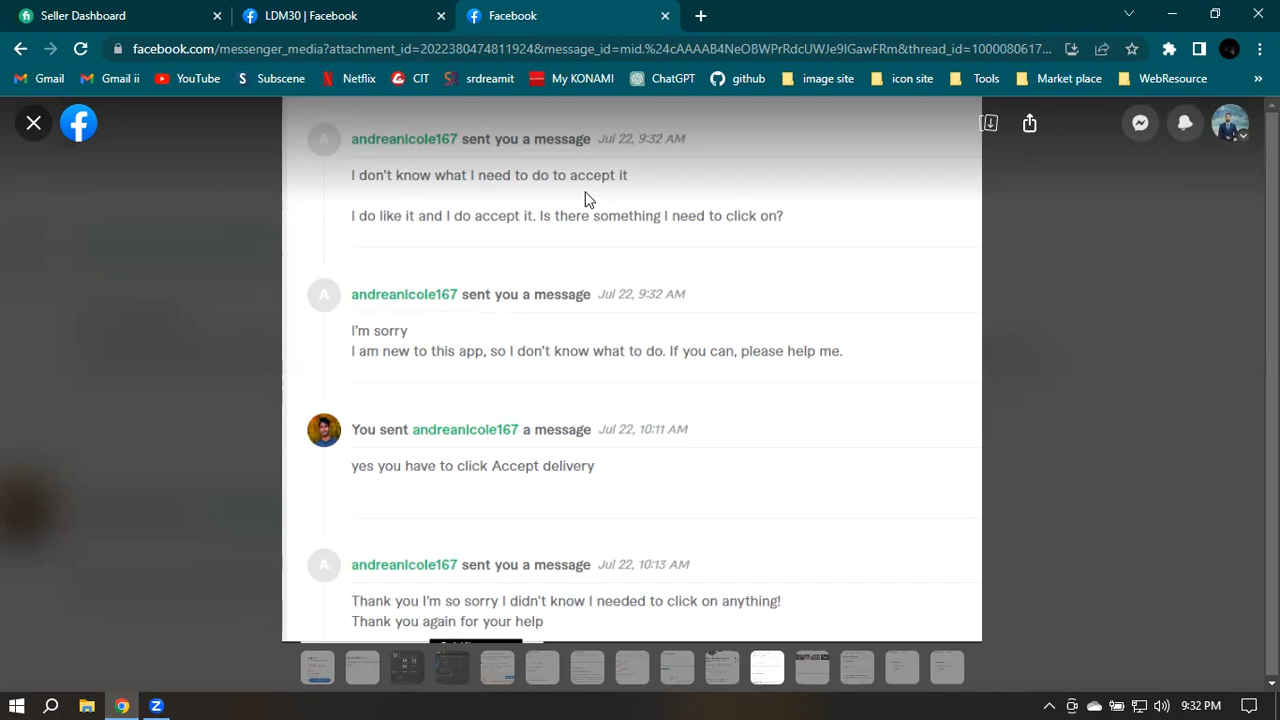 Seller Dashboard
LDM30 | Facebook
Facebook
facebook.com/messenger_media?attachment_id=2022380474811924&message_id=mid.%24cAAAAB4NeOBWPrRdcUWJe9IGawFRm&thread_id=1000080617...
Gmail
Gmail ii
YouTube
Subscene
Netflix
CIT
srdreamit
My KONAMI
ChatGPT
github
image site
icon site
Tools
Market place
WebResource
»
A
andreanicole167 sent you a message Jul 22, 9:32 AM
I don't know what I need to do to accept it
I do like it and I do accept it. Is there something I need to click on?
A
andreanicole167 sent you a message Jul 22, 9:32 AM
I'm sorry
I am new to this app, so I don't know what to do. If you can, please help me.
You sent andreanicole167 a message Jul 22, 10:11 AM
yes you have to click Accept delivery
A
andreanicole167 sent you a message Jul 22, 10:13 AM
Thank you I'm so sorry I didn't know I needed to click on anything!
Thank you again for your help
9:32 PM